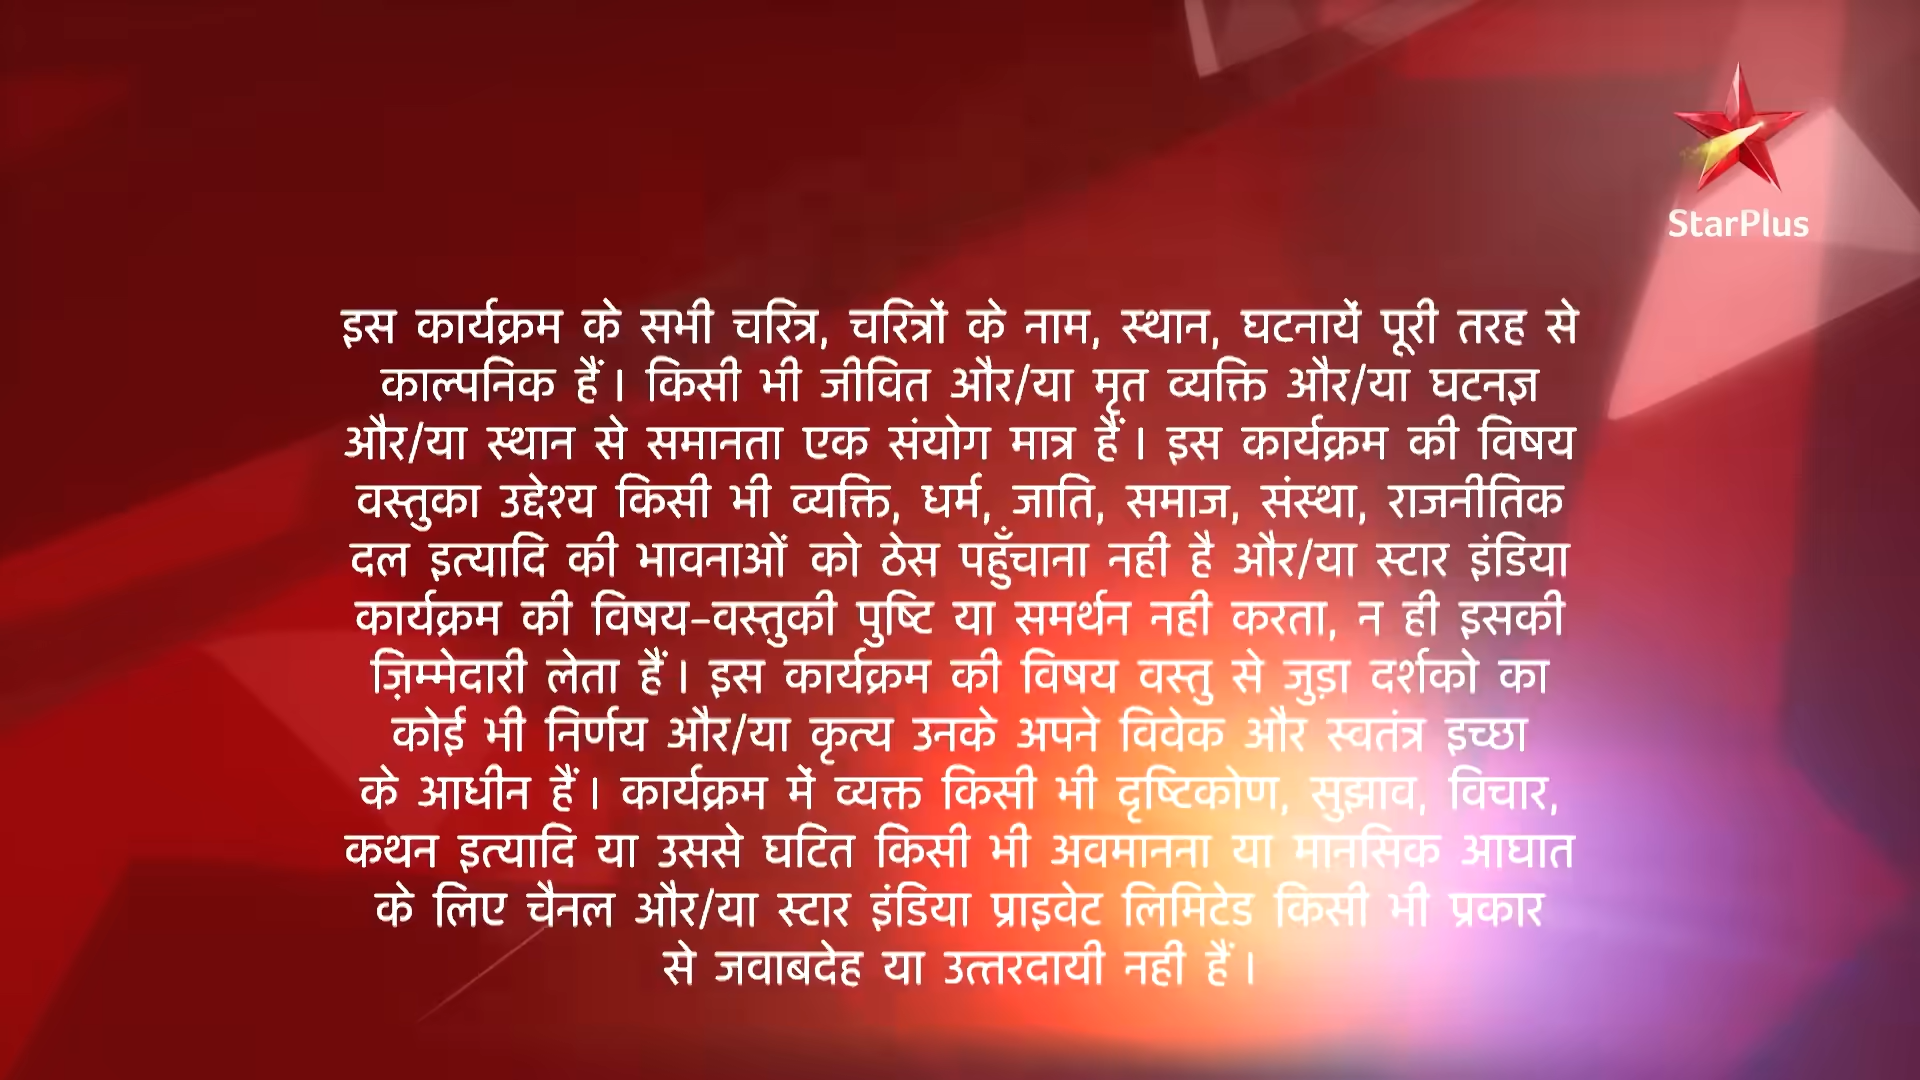 StarPlus
इस कार्यक्रम के सभी चरित्र, चरित्रों के नाम, स्थान, घटनायें पूरी तरह से
काल्पनिक हैं। किसी भी जीवित और/या मृत व्यक्ति और/या घटनज्ञ
और/या स्थान से समानता एक संयोग मात्र हैं। इस कार्यक्रम की विषय
वस्तुका उद्देश्य किसी भी व्यक्ति, धर्म, जाति, समाज, संस्था, राजनीतिक
दल इत्यादि की भावनाओं को ठेस पहुँचाना नही है और/या स्टार इंडिया
कार्यक्रम की विषय-वस्तुकी पुष्टि या समर्थन नही करता, न ही इसकी
ज़िम्मेदारी लेता हैं। इस कार्यक्रम की विषय वस्तु से जुड़ा दर्शको का
कोई भी निर्णय और/या कृत्य उनके अपने विवेक और स्वतंत्र इच्छा
के आधीन हैं। कार्यक्रम में व्यक्त किसी भी दृष्टिकोण, सुझाव, विचार,
कथन इत्यादि या उससे घटित किसी भी अवमानना या मानसिक आघात
के लिए चैनल और/या स्टार इंडिया प्राइवेट लिमिटेड किसी भी प्रकार
से जवाबदेह या उत्तरदायी नही हैं।